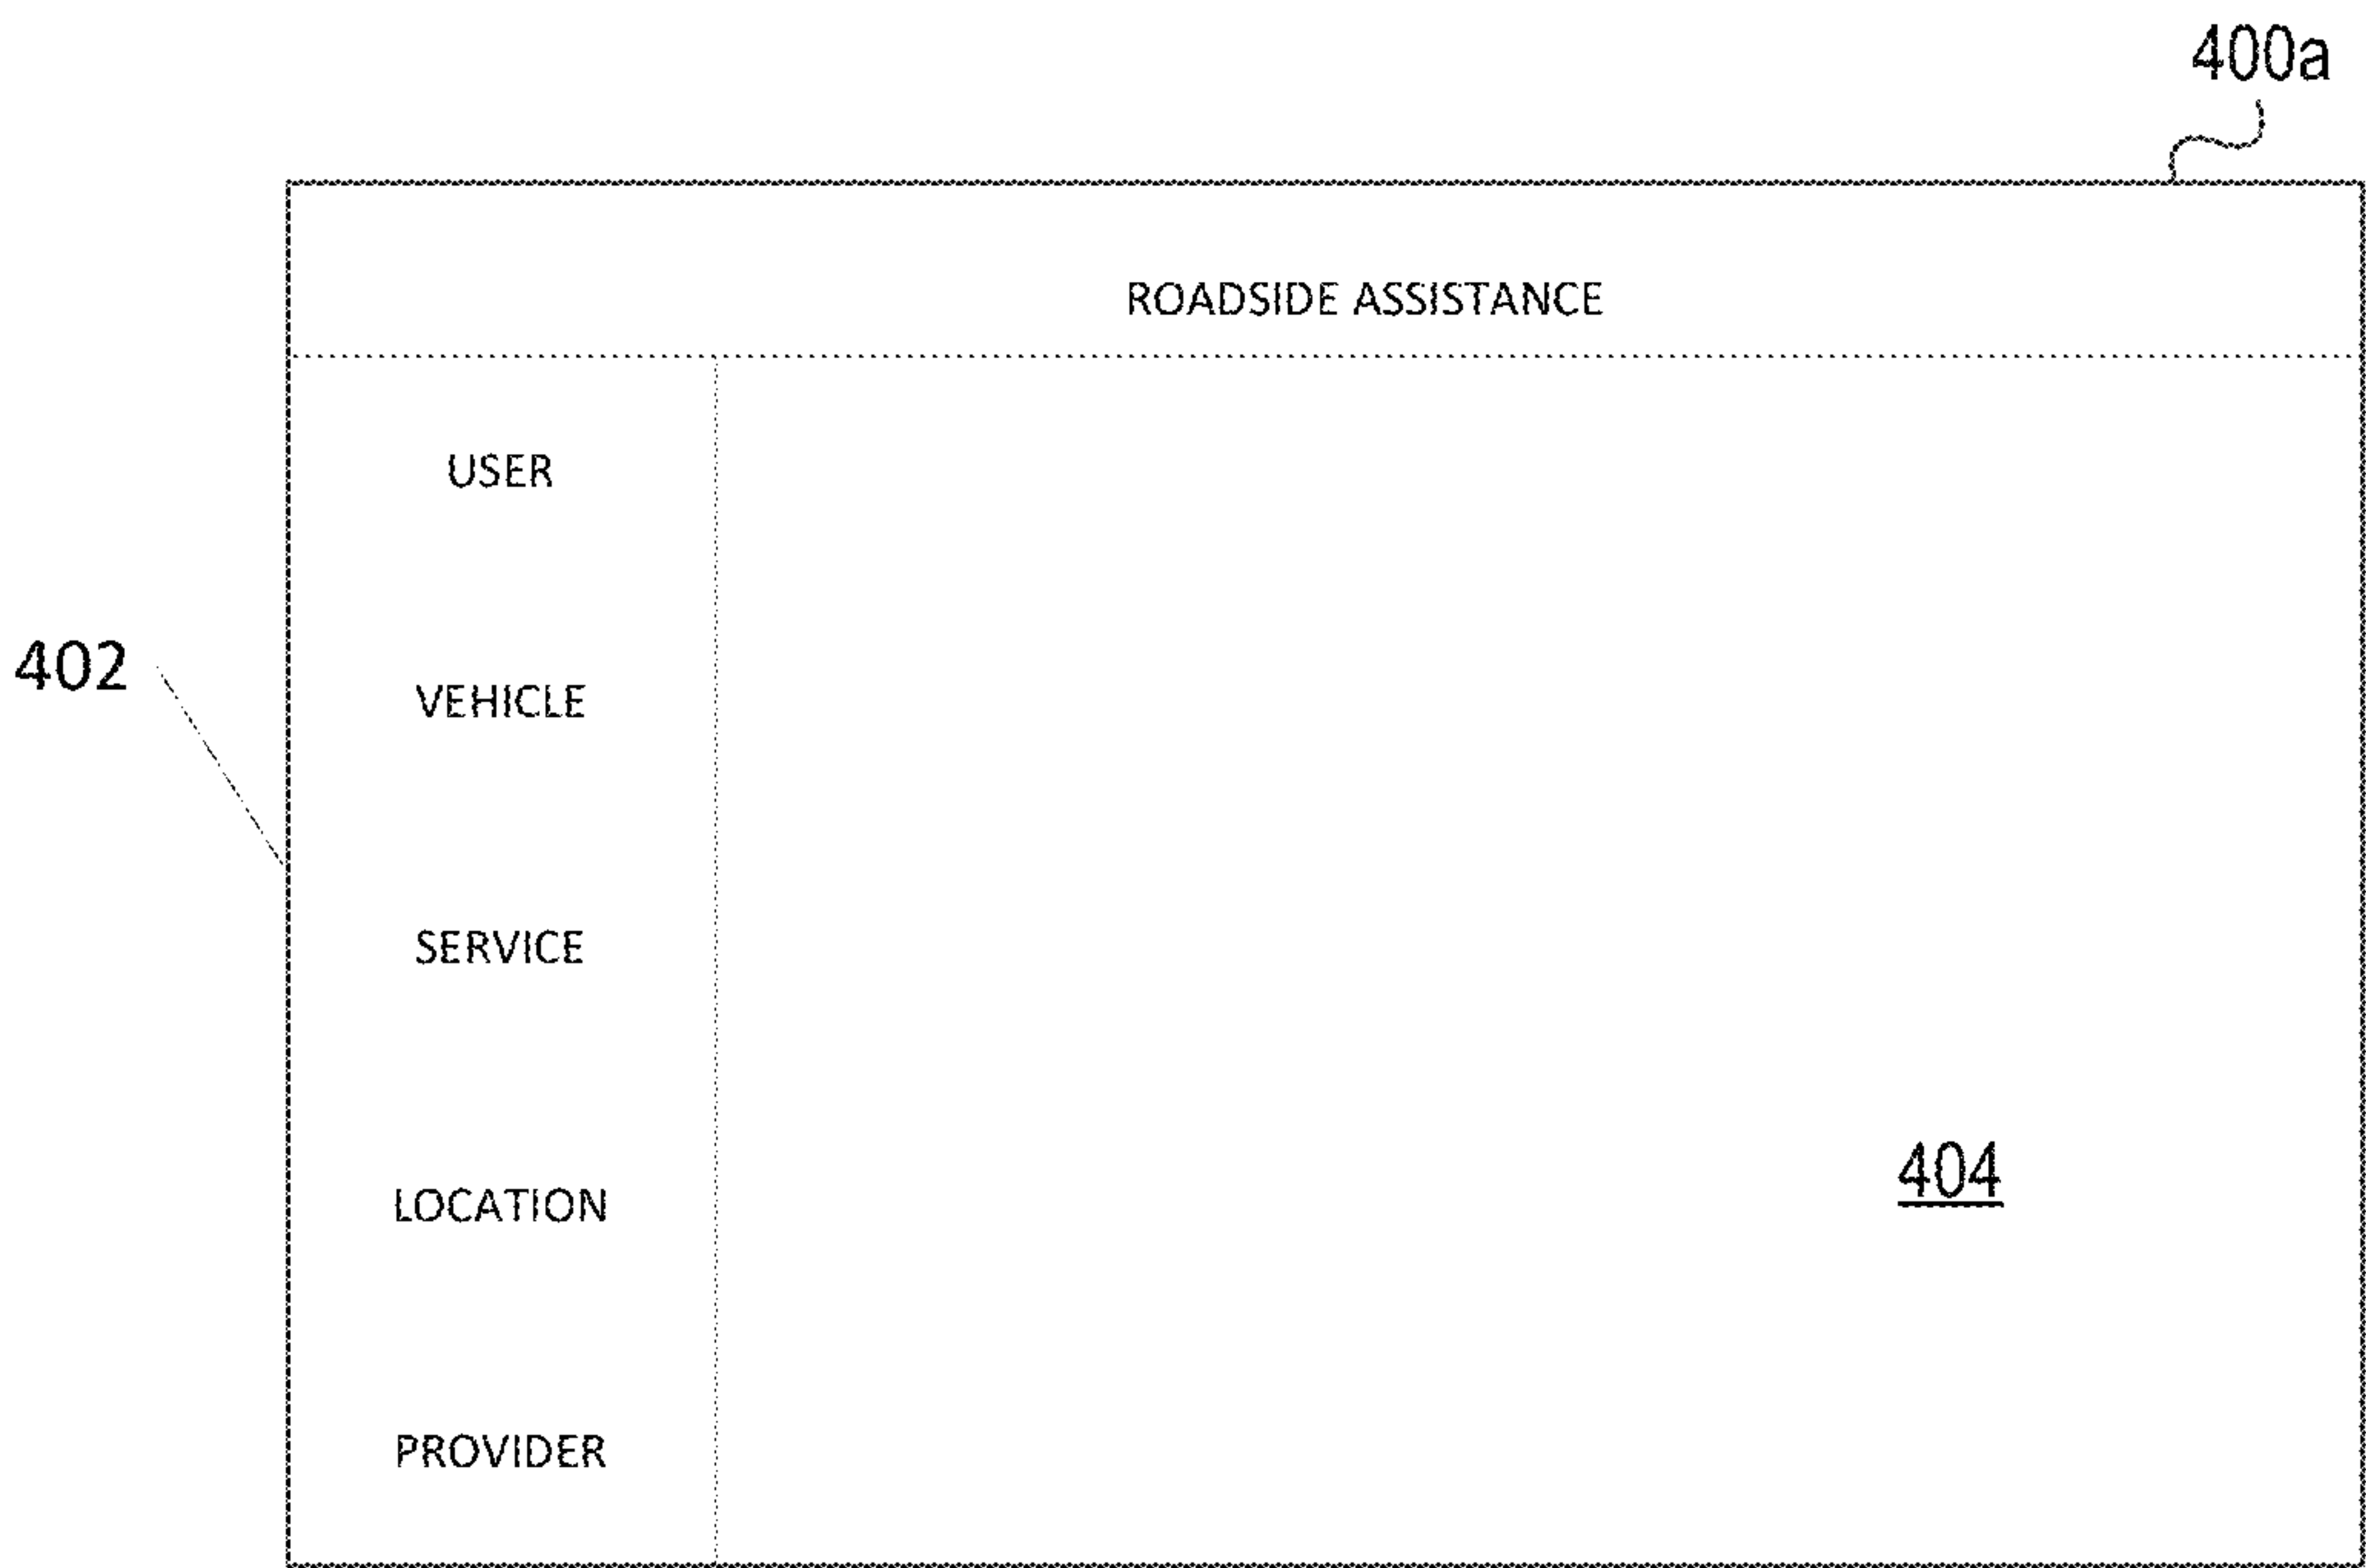 400a
ROADSIDE ASSISTANCE
USER
402
VEHICLE
SERVICE
LOCATION
404
PROVIDER